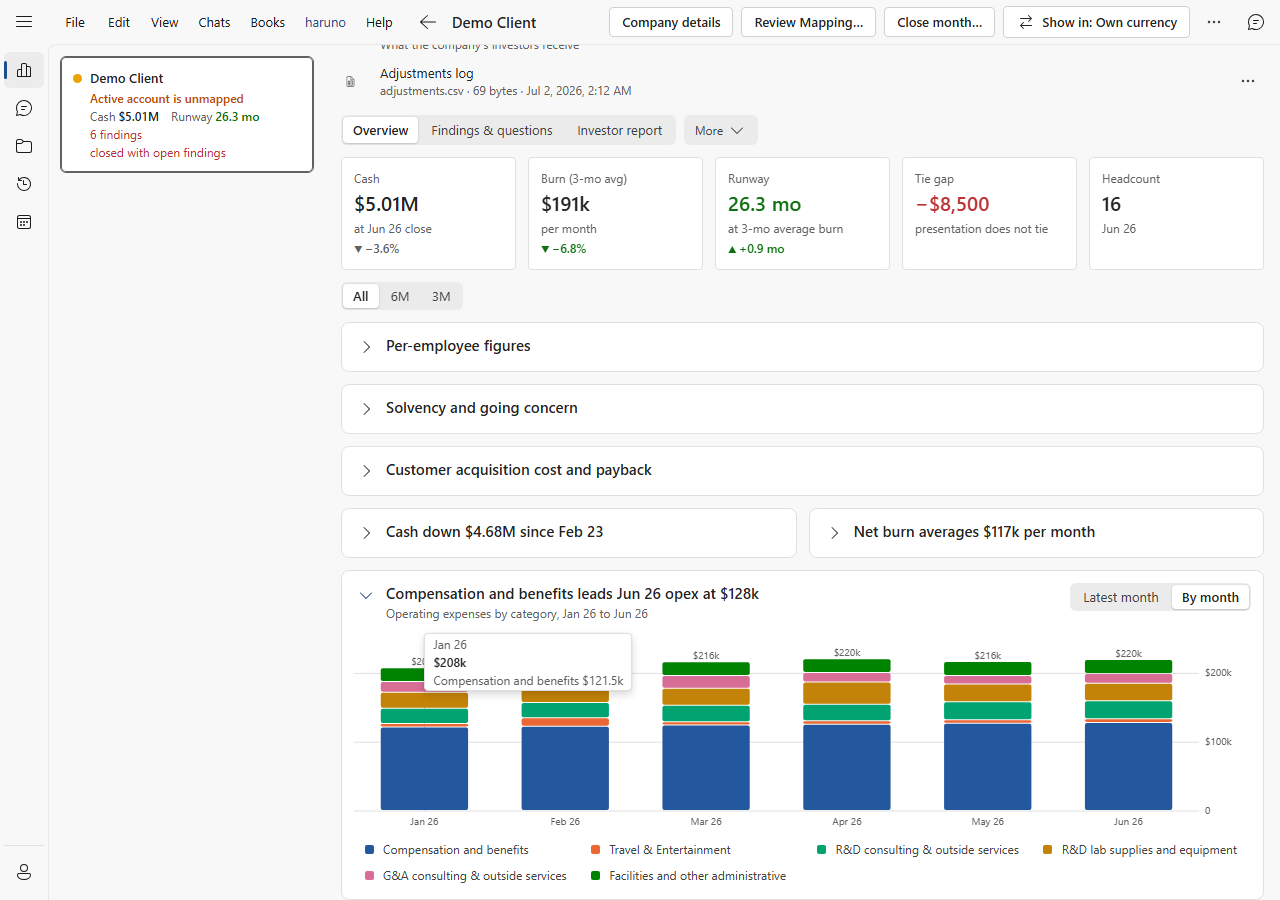 File Edit View Chats Books haruno Help Demo Client Company details Review Mapping... Close month... Show in: Own currency
Demo Client
Active account is unmapped
Cash $5.01M Runway 26.3 mo
6 findings
closed with open findings
What the company's investors receive
Adjustments log
adjustments.csv · 69 bytes · Jul 2, 2026, 2:12 AM
Overview Findings & questions Investor report More
Cash
$5.01M
at Jun 26 close
▼ −3.6%
Burn (3-mo avg)
$191k
per month
▼ −6.8%
Runway
26.3 mo
at 3-mo average burn
▲ +0.9 mo
Tie gap
−$8,500
presentation does not tie
Headcount
16
Jun 26
All 6M 3M
Per-employee figures
Solvency and going concern
Customer acquisition cost and payback
Cash down $4.68M since Feb 23
Net burn averages $117k per month
Compensation and benefits leads Jun 26 opex at $128k
Operating expenses by category, Jan 26 to Jun 26
Latest month By month
Jan 26
$208k
Compensation and benefits $121.5k
$216k $220k $216k $220k
$200k
$100k
0
Jan 26 Feb 26 Mar 26 Apr 26 May 26 Jun 26
Compensation and benefits Travel & Entertainment R&D consulting & outside services R&D lab supplies and equipment
G&A consulting & outside services Facilities and other administrative